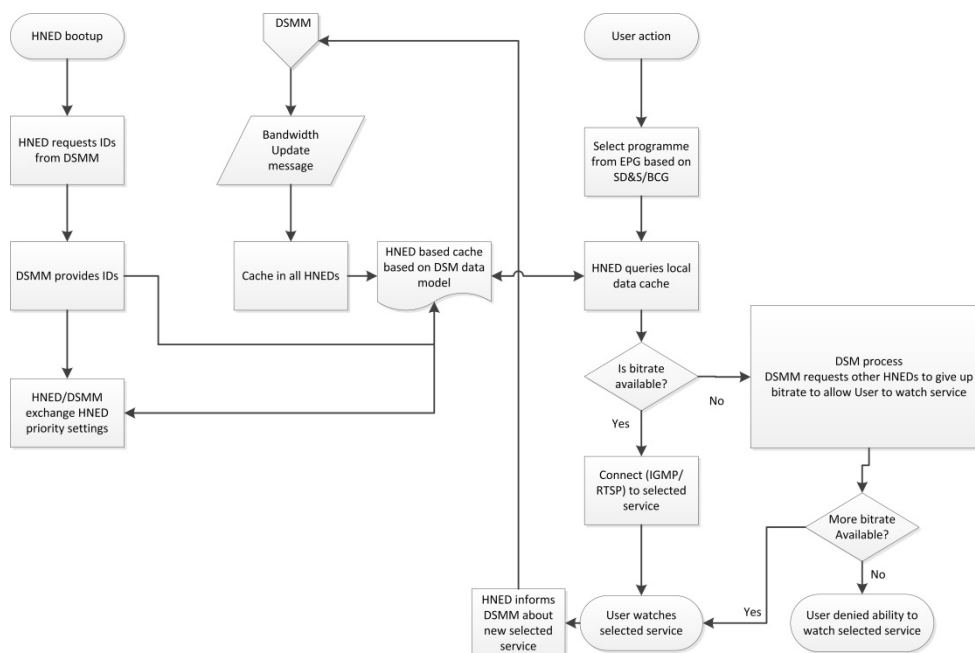 HNED bootup
HNED requests IDs
from DSMM
DSMM provides IDs
HNED/DSMM
exchange HNED
priority settings
DSMM
Bandwidth
Update
message
Cache in all HNEDs
HNED based cache
based on DSM data
model
User action
Select programme
from EPG based on
SD&S/BCG
HNED queries local
data cache
Is bitrate
available?
No
Yes
DSM process
DSMM requests other HNEDs to give up
bitrate to allow User to watch service
Connect (IGMP/
RTSP) to selected
service
More bitrate
Available?
No
Yes
HNED informs
DSMM about
new selected
service
User watches
selected service
User denied ability to
watch selected service